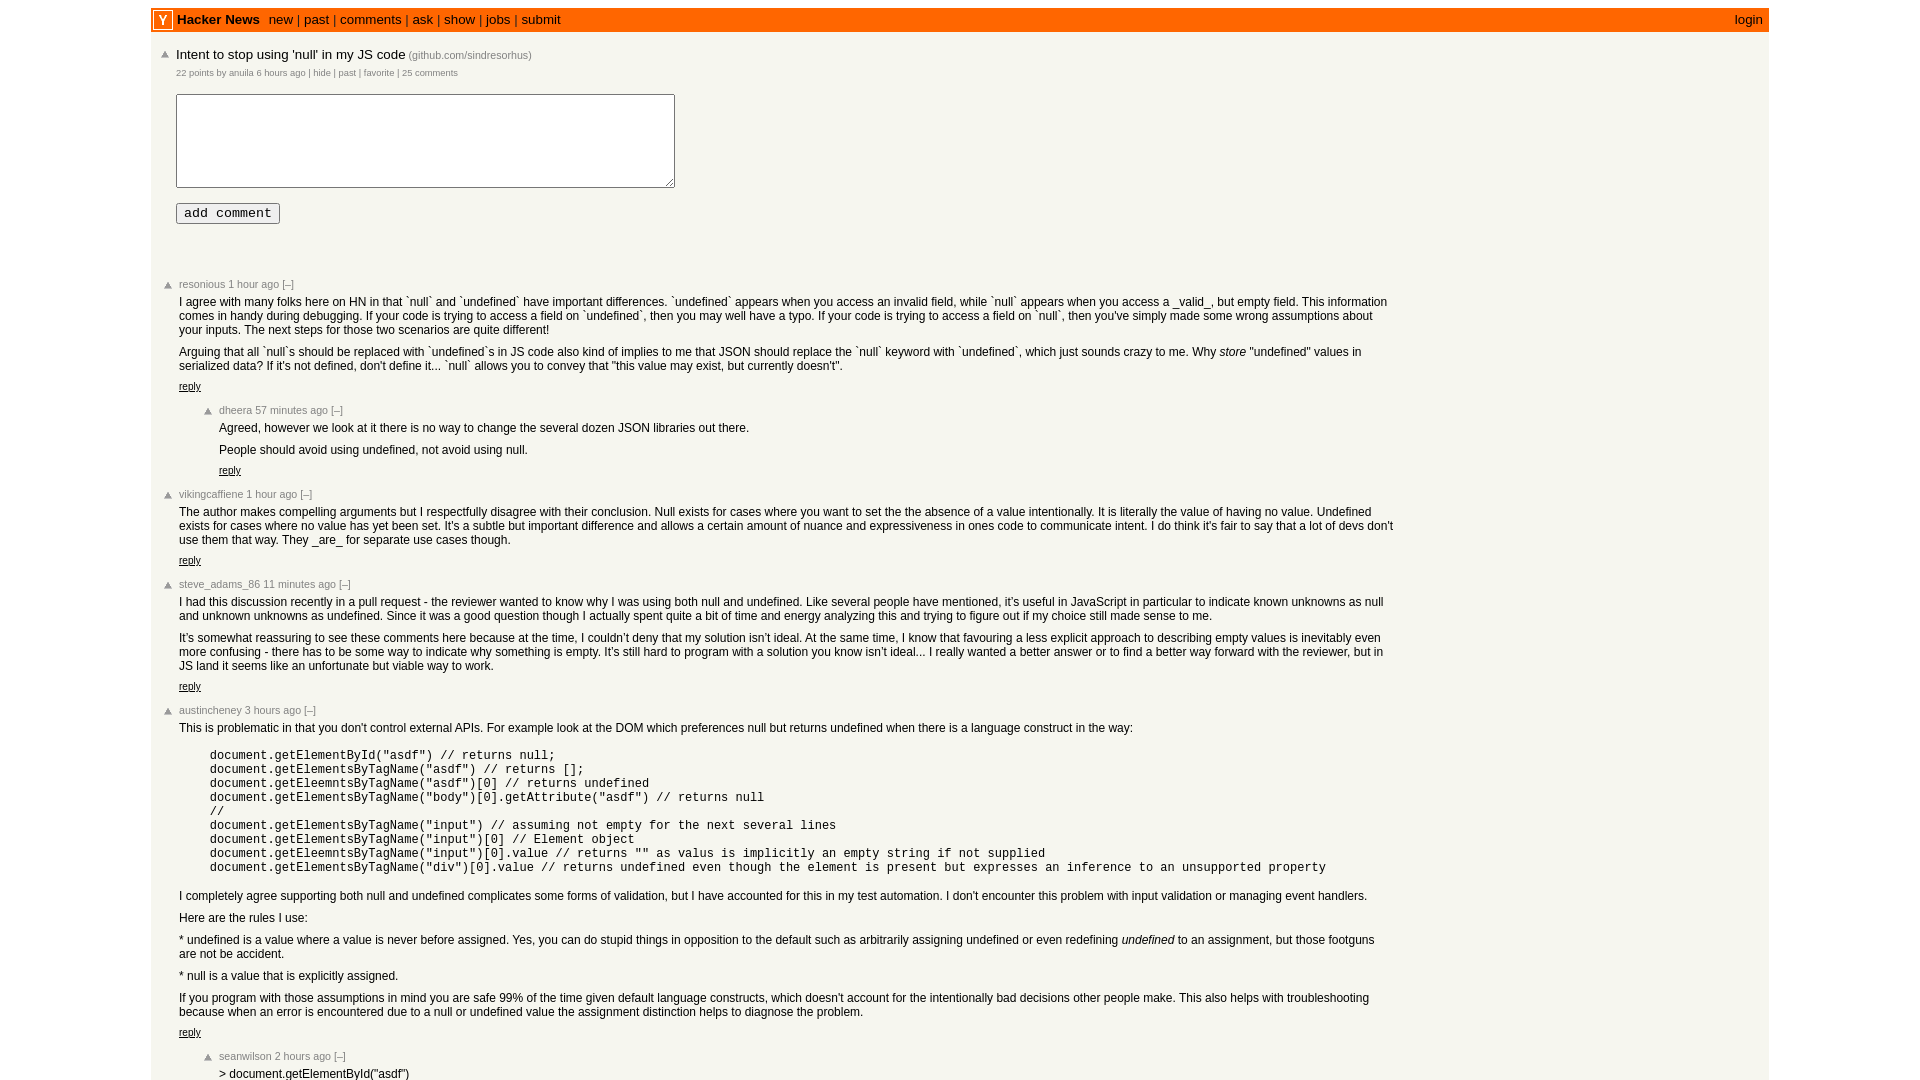 Y Hacker News new | past | comments | ask | show | jobs | submit login
Intent to stop using 'null' in my JS code (github.com/sindresorhus)
22 points by anuila 6 hours ago | hide | past | favorite | 25 comments
add comment
resonious 1 hour ago [–]
I agree with many folks here on HN in that `null` and `undefined` have important differences. `undefined` appears when you access an invalid field, while `null` appears when you access a _valid_, but empty field. This information
comes in handy during debugging. If your code is trying to access a field on `undefined`, then you may well have a typo. If your code is trying to access a field on `null`, then you've simply made some wrong assumptions about
your inputs. The next steps for those two scenarios are quite different!
Arguing that all `null`s should be replaced with `undefined`s in JS code also kind of implies to me that JSON should replace the `null` keyword with `undefined`, which just sounds crazy to me. Why store "undefined" values in
serialized data? If it's not defined, don't define it... `null` allows you to convey that "this value may exist, but currently doesn't".
reply
dheera 57 minutes ago [–]
Agreed, however we look at it there is no way to change the several dozen JSON libraries out there.
People should avoid using undefined, not avoid using null.
reply
vikingcaffiene 1 hour ago [–]
The author makes compelling arguments but I respectfully disagree with their conclusion. Null exists for cases where you want to set the the absence of a value intentionally. It is literally the value of having no value. Undefined
exists for cases where no value has yet been set. It's a subtle but important difference and allows a certain amount of nuance and expressiveness in ones code to communicate intent. I do think it's fair to say that a lot of devs don't
use them that way. They _are_ for separate use cases though.
reply
steve_adams_86 11 minutes ago [–]
I had this discussion recently in a pull request - the reviewer wanted to know why I was using both null and undefined. Like several people have mentioned, it’s useful in JavaScript in particular to indicate known unknowns as null
and unknown unknowns as undefined. Since it was a good question though I actually spent quite a bit of time and energy analyzing this and trying to figure out if my choice still made sense to me.
It’s somewhat reassuring to see these comments here because at the time, I couldn’t deny that my solution isn’t ideal. At the same time, I know that favouring a less explicit approach to describing empty values is inevitably even
more confusing - there has to be some way to indicate why something is empty. It’s still hard to program with a solution you know isn’t ideal... I really wanted a better answer or to find a better way forward with the reviewer, but in
JS land it seems like an unfortunate but viable way to work.
reply
austincheney 3 hours ago [–]
This is problematic in that you don't control external APIs. For example look at the DOM which preferences null but returns undefined when there is a language construct in the way:
document.getElementById("asdf") // returns null;
document.getElementsByTagName("asdf") // returns [];
document.getEleemntsByTagName("asdf")[0] // returns undefined
document.getElementsByTagName("body")[0].getAttribute("asdf") // returns null
//
document.getElementsByTagName("input") // assuming not empty for the next several lines
document.getElementsByTagName("input")[0] // Element object
document.getEleemntsByTagName("input")[0].value // returns "" as valus is implicitly an empty string if not supplied
document.getElementsByTagName("div")[0].value // returns undefined even though the element is present but expresses an inference to an unsupported property
I completely agree supporting both null and undefined complicates some forms of validation, but I have accounted for this in my test automation. I don't encounter this problem with input validation or managing event handlers.
Here are the rules I use:
* undefined is a value where a value is never before assigned. Yes, you can do stupid things in opposition to the default such as arbitrarily assigning undefined or even redefining undefined to an assignment, but those footguns
are not be accident.
* null is a value that is explicitly assigned.
If you program with those assumptions in mind you are safe 99% of the time given default language constructs, which doesn't account for the intentionally bad decisions other people make. This also helps with troubleshooting
because when an error is encountered due to a null or undefined value the assignment distinction helps to diagnose the problem.
reply
seanwilson 2 hours ago [–]
> document.getElementById("asdf")